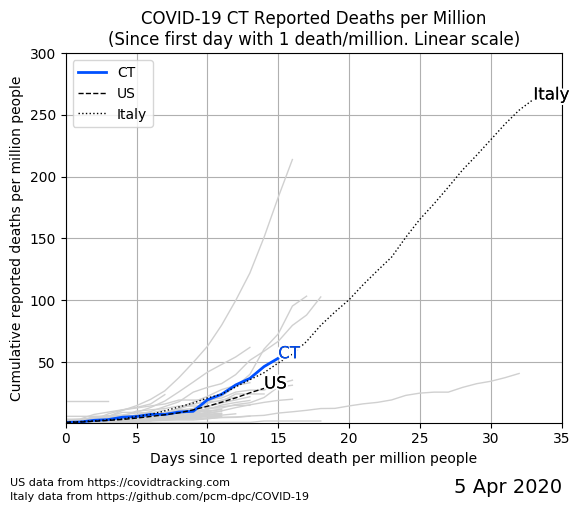 COVID-19 CT Reported Deaths per Million
(Since first day with 1 death/million. Linear scale)
300
250
200
150
100
50
0
5
10
15
20
25
30
35
Cumulative reported deaths per million people
CT
US
Italy
Italy
CT
US
Days since 1 reported death per million people
US data from https://covidtracking.com
Italy data from https://github.com/pcm-dpc/COVID-19
5 Apr 2020